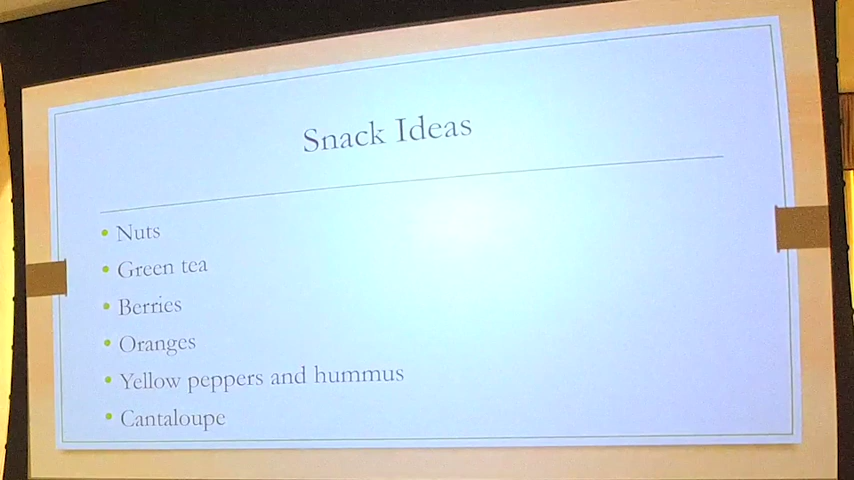 Snack Ideas
• Nuts
• Green tea
• Berries
• Oranges
• Yellow peppers and hummus
• Cantaloupe